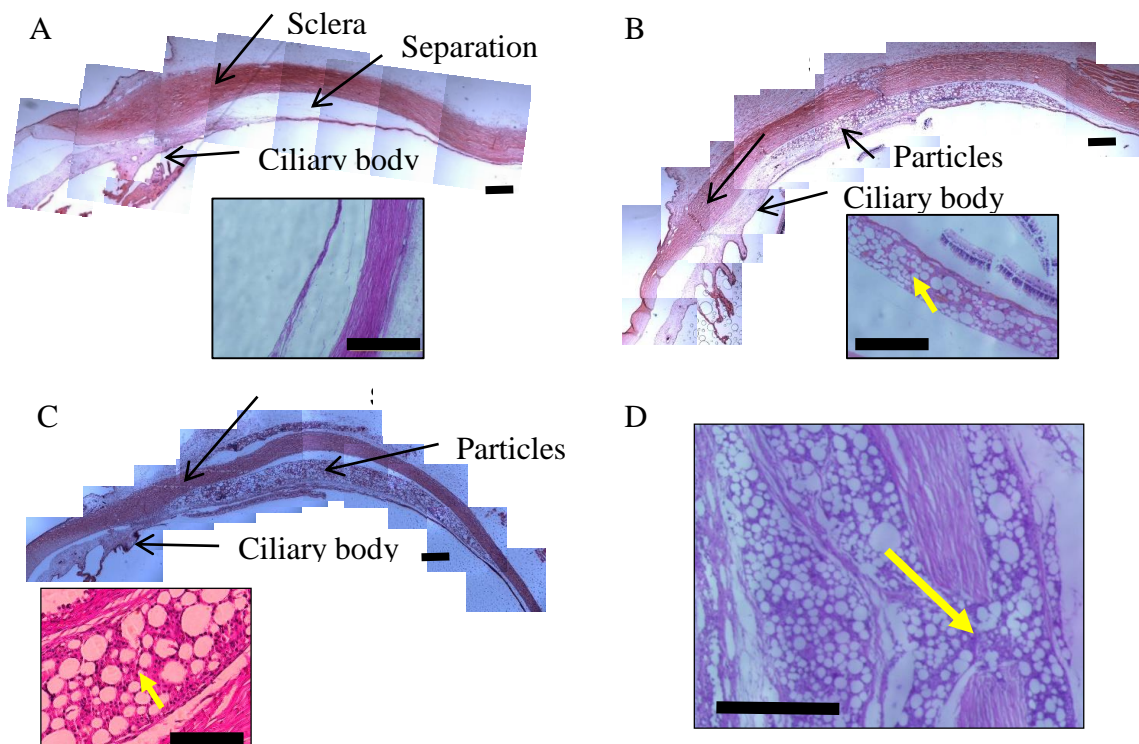 A
Sclera
Separation
Ciliary body
B
Particles
Ciliary body
C
Particles
Ciliary body
D